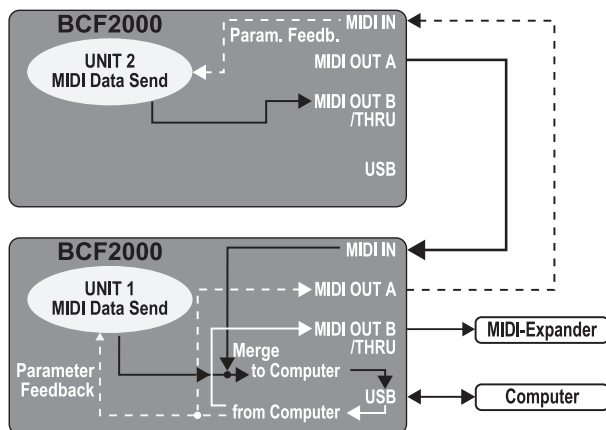 BCF2000
MIDI IN
Param. Feedb.
UNIT 2
MIDI Data Send
MIDI OUT A
MIDI OUT B
/THRU
USB
BCF2000
MIDI IN
UNIT 1
MIDI Data Send
MIDI OUT A
MIDI OUT B
/THRU
MIDI-Expander
Merge
Parameter
Feedback
to Computer
USB
Computer
from Computer